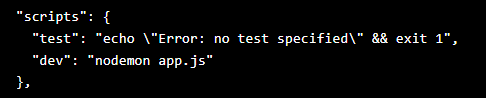 "scripts": {
"test": "echo \"Error: no test specified\" && exit 1",
"dev": "nodemon app.js"
},